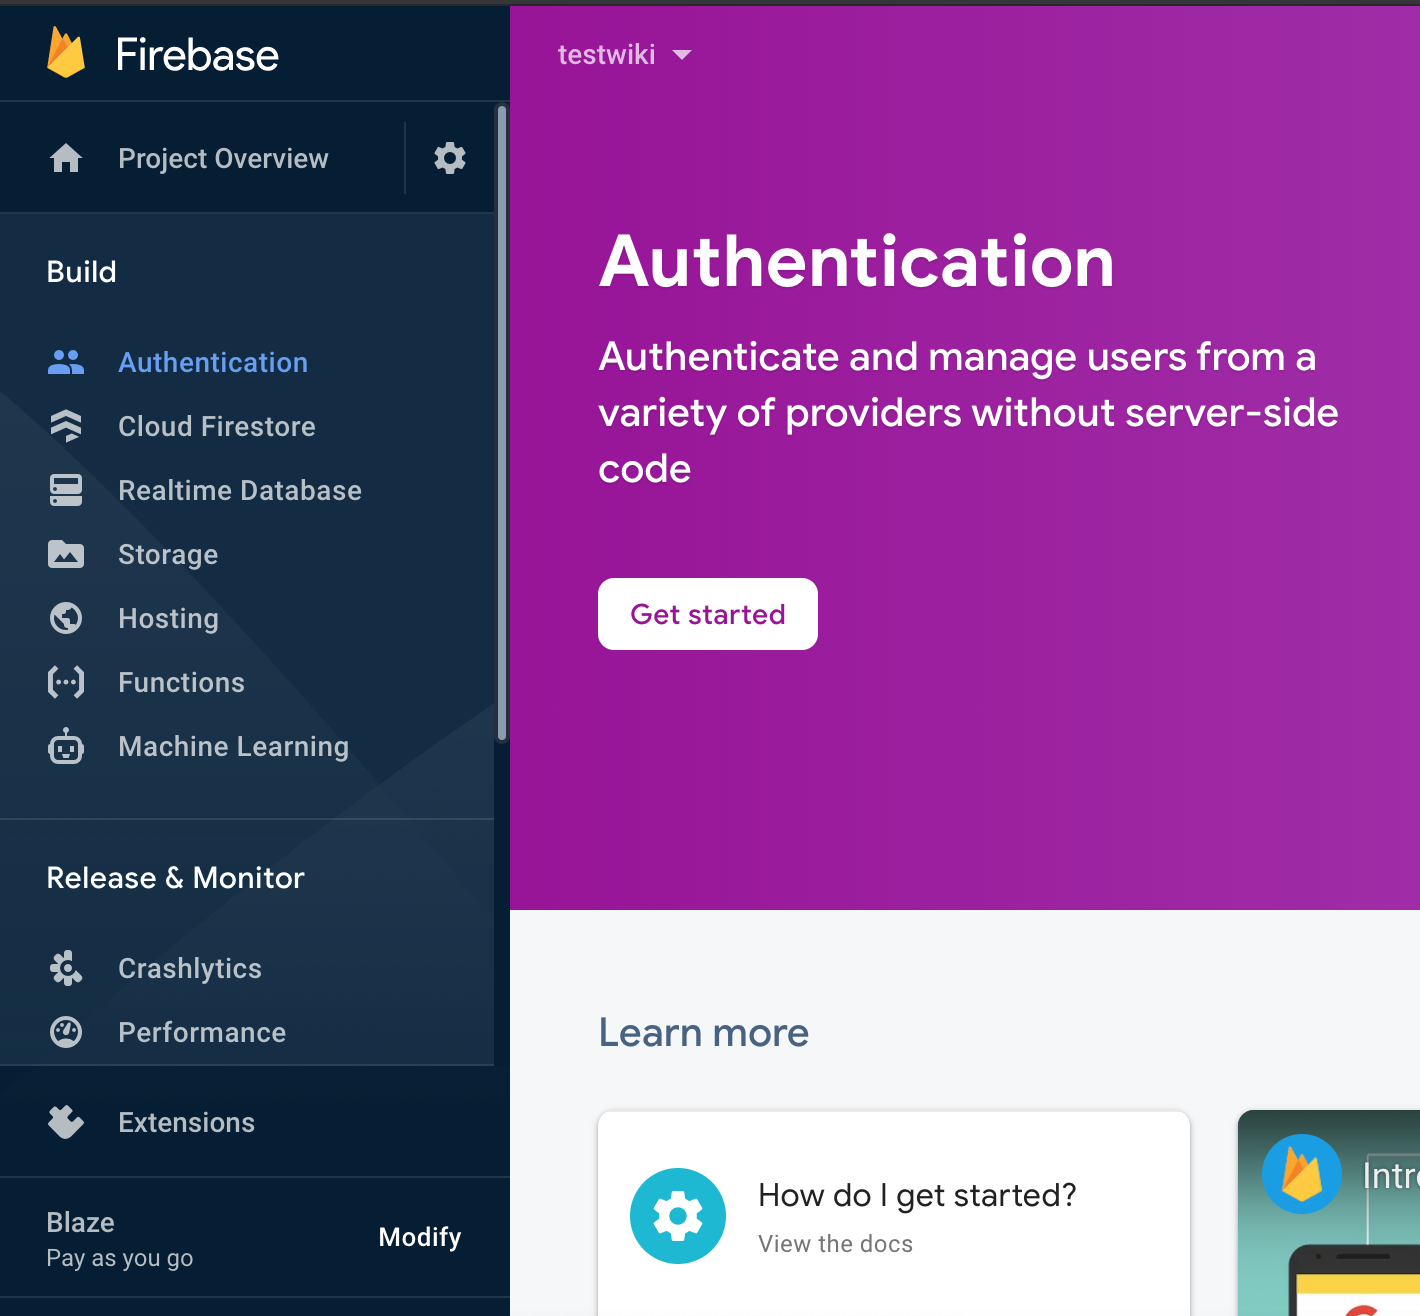 Firebase
Project Overview
Build
Authentication
Cloud Firestore
Realtime Database
Storage
Hosting
Functions
Machine Learning
Release & Monitor
Crashlytics
Performance
Extensions
Blaze
Pay as you go
Modify
testwiki
Authentication
Authenticate and manage users from a
variety of providers without server-side
code
Get started
Learn more
How do I get started?
View the docs